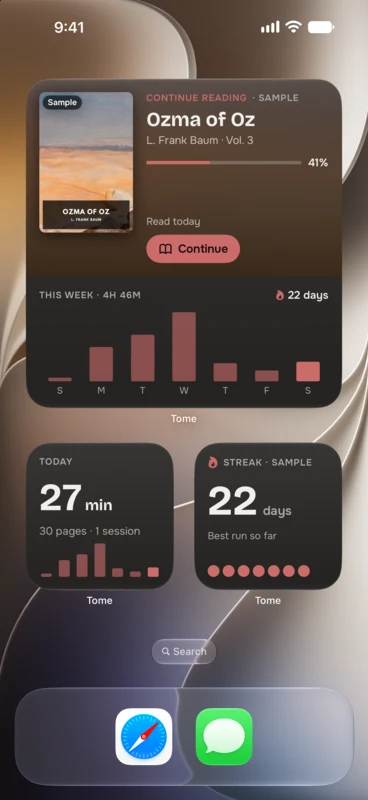 9:41
Sample
OZMA OF OZ
L. FRANK BAUM
CONTINUE READING · SAMPLE
Ozma of Oz
L. Frank Baum · Vol. 3
41%
Read today
Continue
THIS WEEK · 4H 46M
22 days
S M T W T F S
Tome
TODAY
27 min
30 pages · 1 session
Tome
STREAK · SAMPLE
22 days
Best run so far
Tome
Search